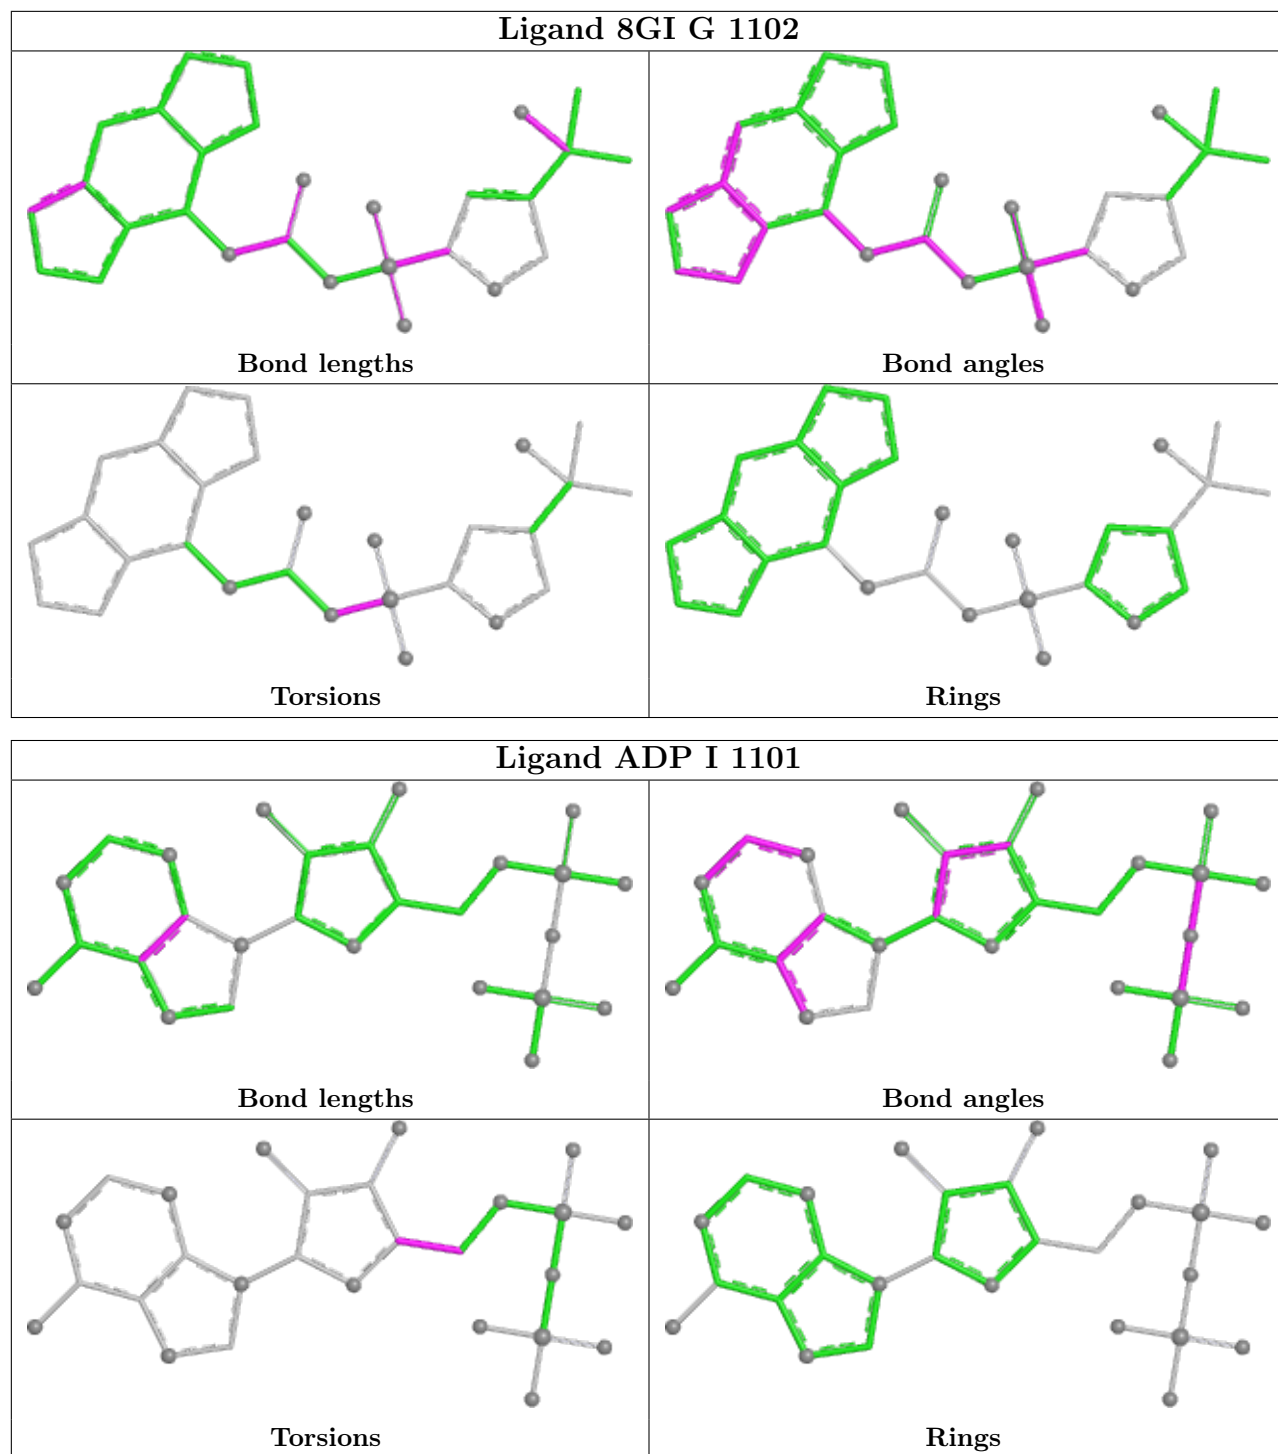 Ligand 8GI G 1102
Bond lengths
Bond angles
Torsions
Rings
Ligand ADP I 1101
Bond lengths
Bond angles
Torsions
Rings